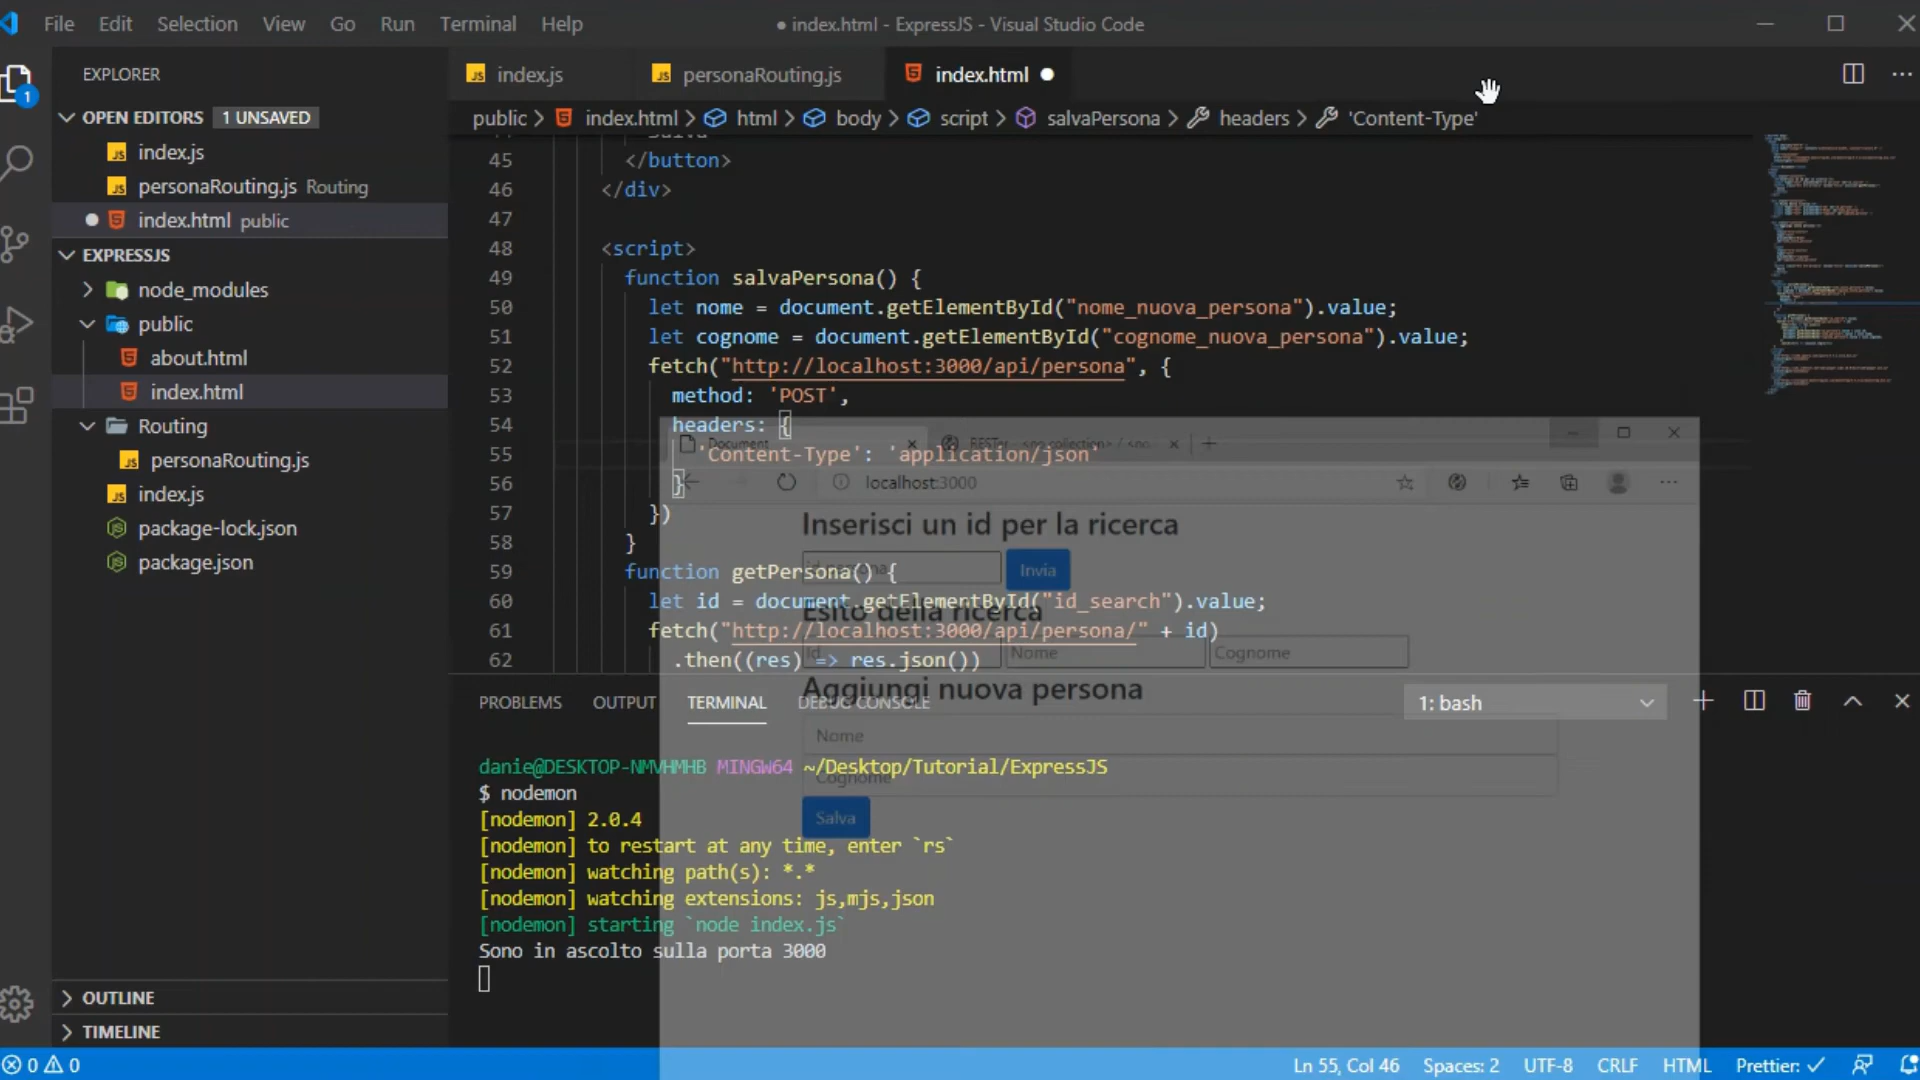 File Edit Selection View Go Run Terminal Help
● index.html - ExpressJS - Visual Studio Code
EXPLORER
OPEN EDITORS 1 UNSAVED
index.js
personaRouting.js Routing
index.html public
EXPRESSJS
node_modules
public
about.html
index.html
Routing
personaRouting.js
index.js
package-lock.json
package.json
OUTLINE
TIMELINE
1
JS index.js
JS personaRouting.js
index.html ●
public > index.html > html > body > script > salvaPersona > headers > 'Content-Type'
45 </button>
46 </div>
47
48 <script>
49 function salvaPersona() {
50 let nome = document.getElementById("nome_nuova_persona").value;
51 let cognome = document.getElementById("cognome_nuova_persona").value;
52 fetch("http://localhost:3000/api/persona", {
53 method: 'POST',
54 headers: {
55 'Content-Type': 'application/json'
56 }
57 })
58 }
59 function getPersona() {
60 let id = document.getElementById("id_search").value;
61 fetch("http://localhost:3000/api/persona/" + id)
62 .then((res) => res.json())
Document
localhost:3000
Inserisci un id per la ricerca
Invia
Esito della ricerca
Id Nome Cognome
Aggiungi nuova persona
Nome
Cognome
Salva
PROBLEMS OUTPUT TERMINAL DEBUG CONSOLE
1: bash
danie@DESKTOP-NMVHMHB MINGW64 ~/Desktop/Tutorial/ExpressJS
$ nodemon
[nodemon] 2.0.4
[nodemon] to restart at any time, enter `rs`
[nodemon] watching path(s): *.*
[nodemon] watching extensions: js,mjs,json
[nodemon] starting `node index.js`
Sono in ascolto sulla porta 3000
0 0
Ln 55, Col 46 Spaces: 2 UTF-8 CRLF HTML Prettier: ✓